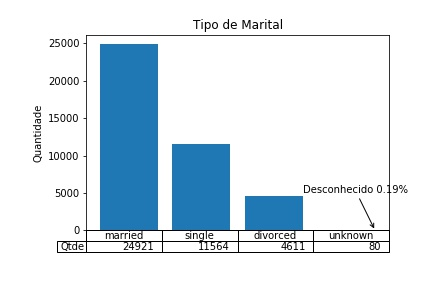 Tipo de Marital
25000
20000
15000
10000
5000
0
Quantidade
Desconhecido 0.19%
married single divorced unknown
Qtde 24921 11564 4611 80